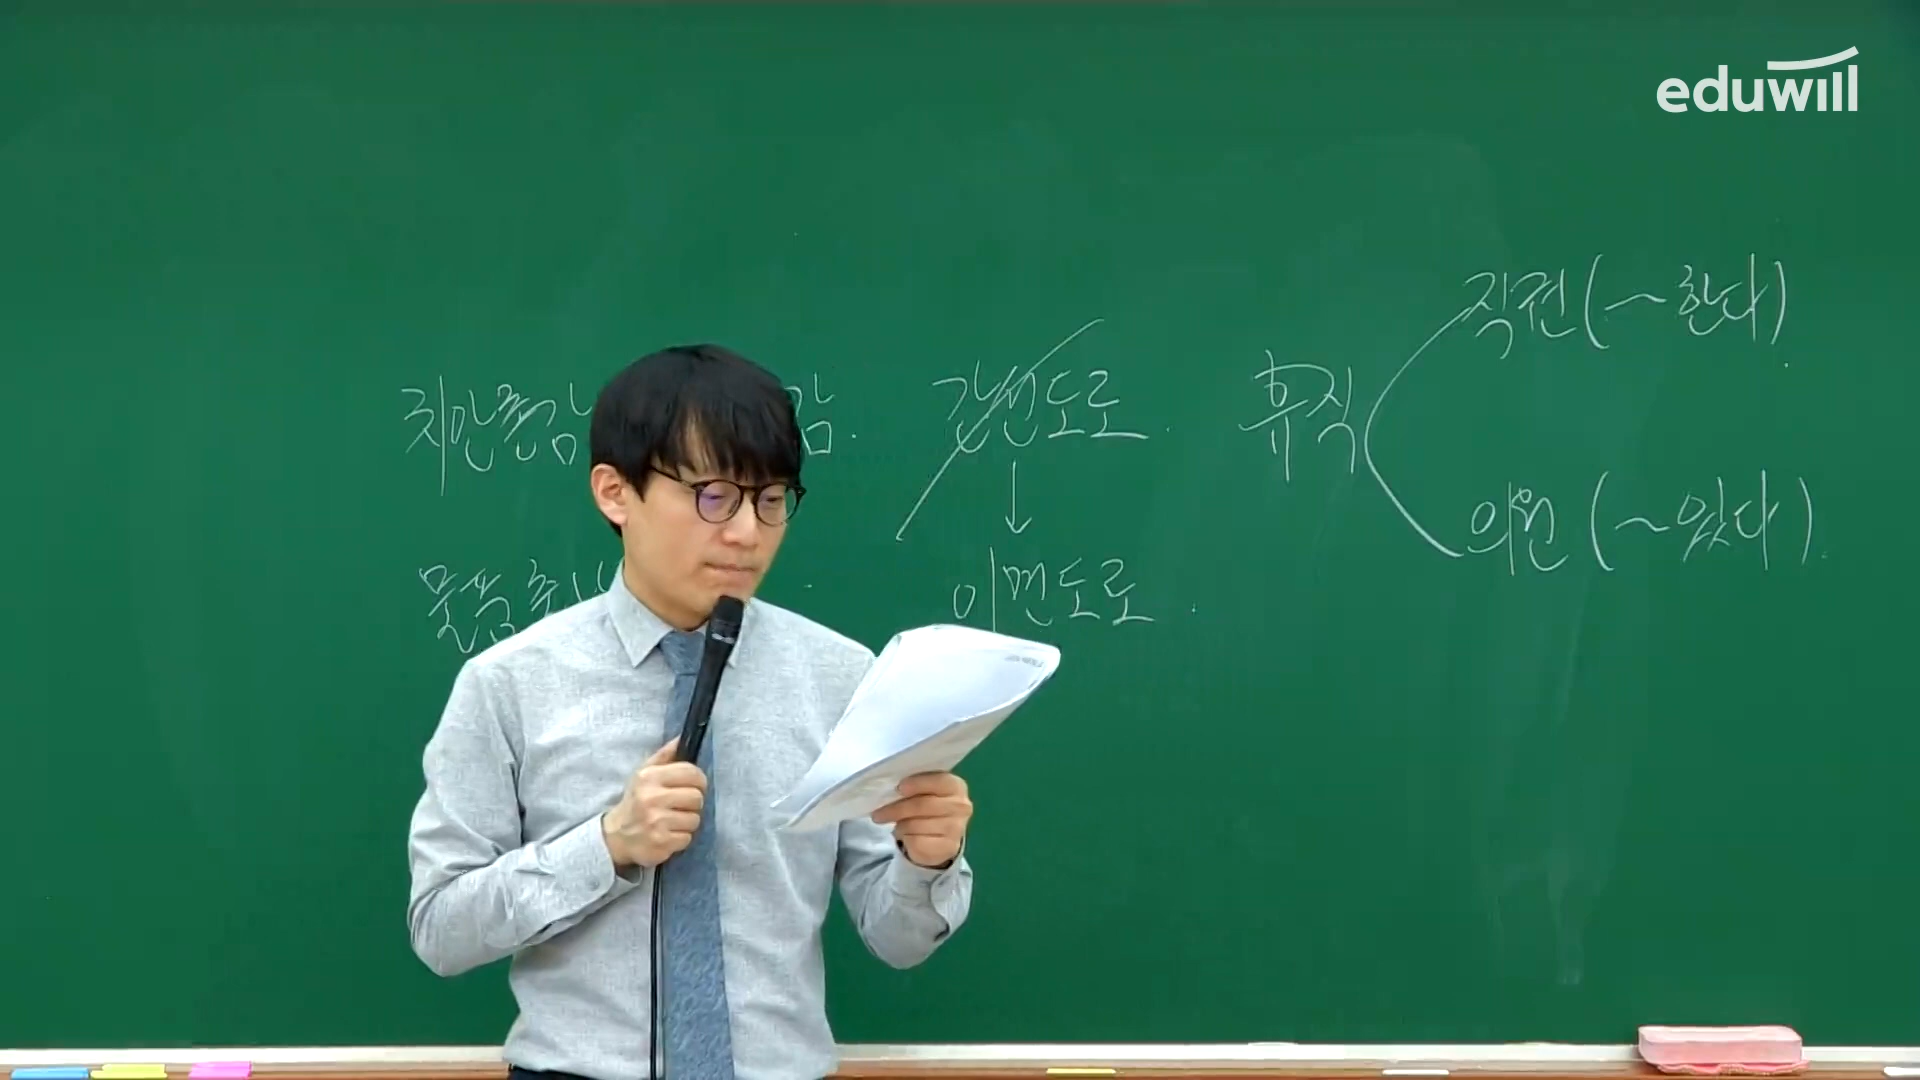 eduwill
직권 (~한다)
치안총감 감. 간선도로. 휴직
의원 (~있다).
이면도로.